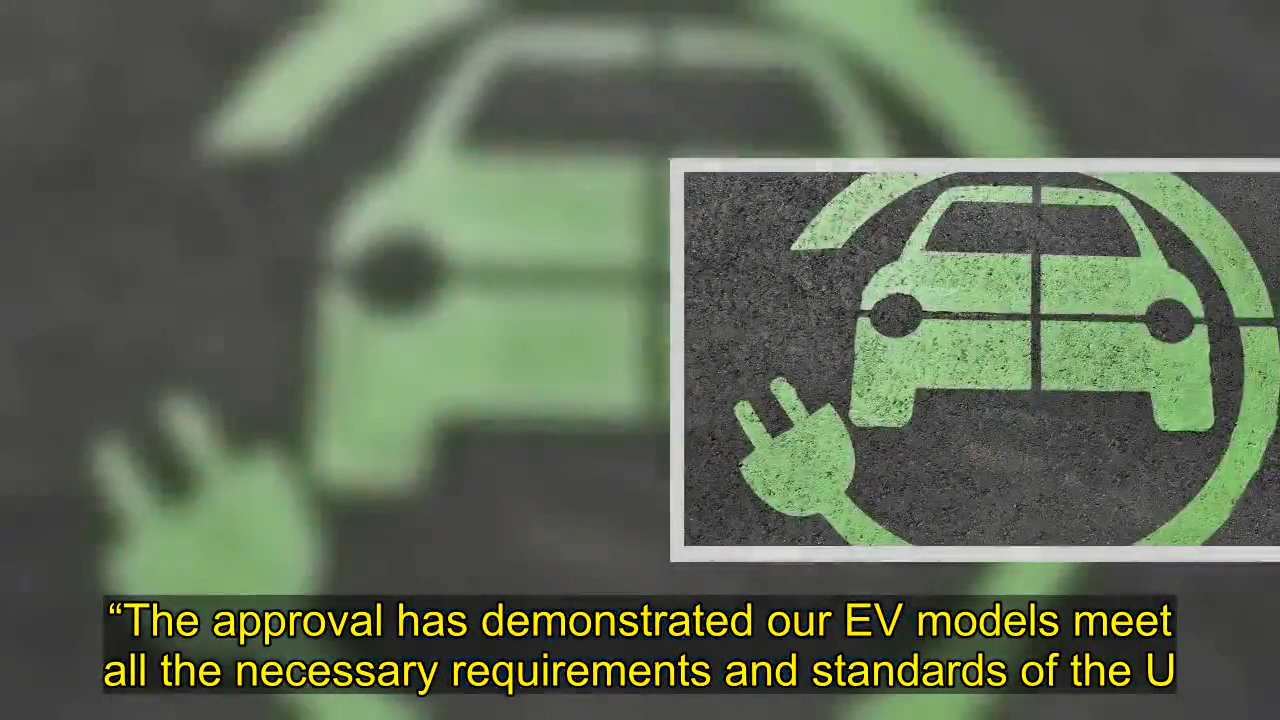 “The approval has demonstrated our EV models meet
all the necessary requirements and standards of the U